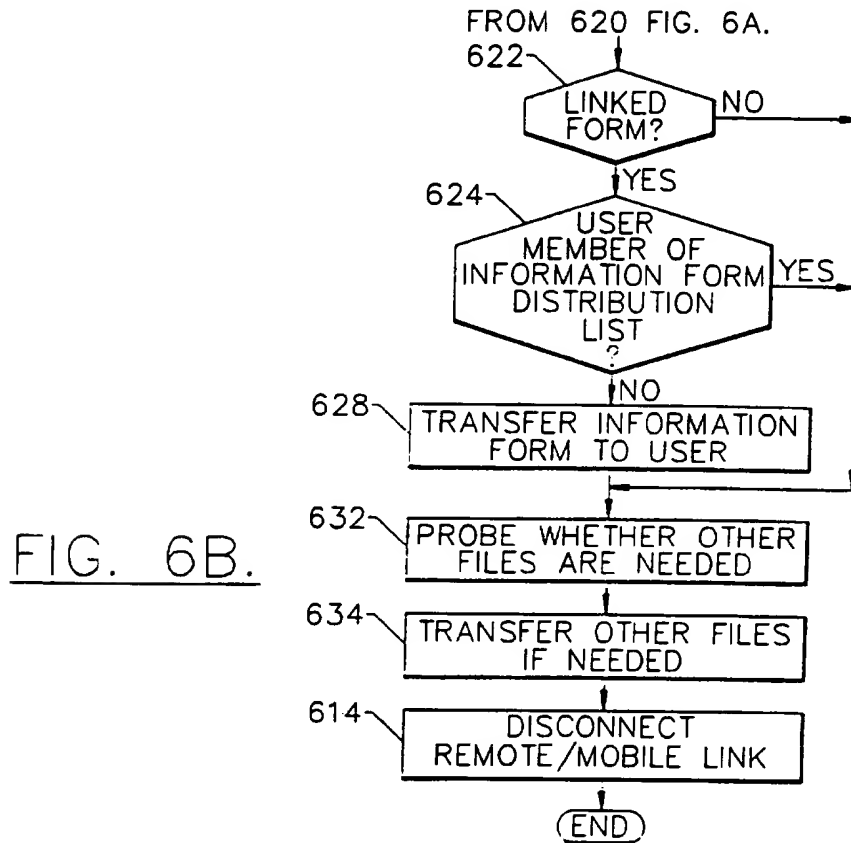 FROM 620 FIG. 6A.
622
LINKED
FORM?
NO
YES
624
USER
MEMBER OF
INFORMATION FORM
DISTRIBUTION
LIST
?
YES
NO
628
TRANSFER INFORMATION
FORM TO USER
632
PROBE WHETHER OTHER
FILES ARE NEEDED
FIG. 6B.
634
TRANSFER OTHER FILES
IF NEEDED
614
DISCONNECT
REMOTE/MOBILE LINK
END